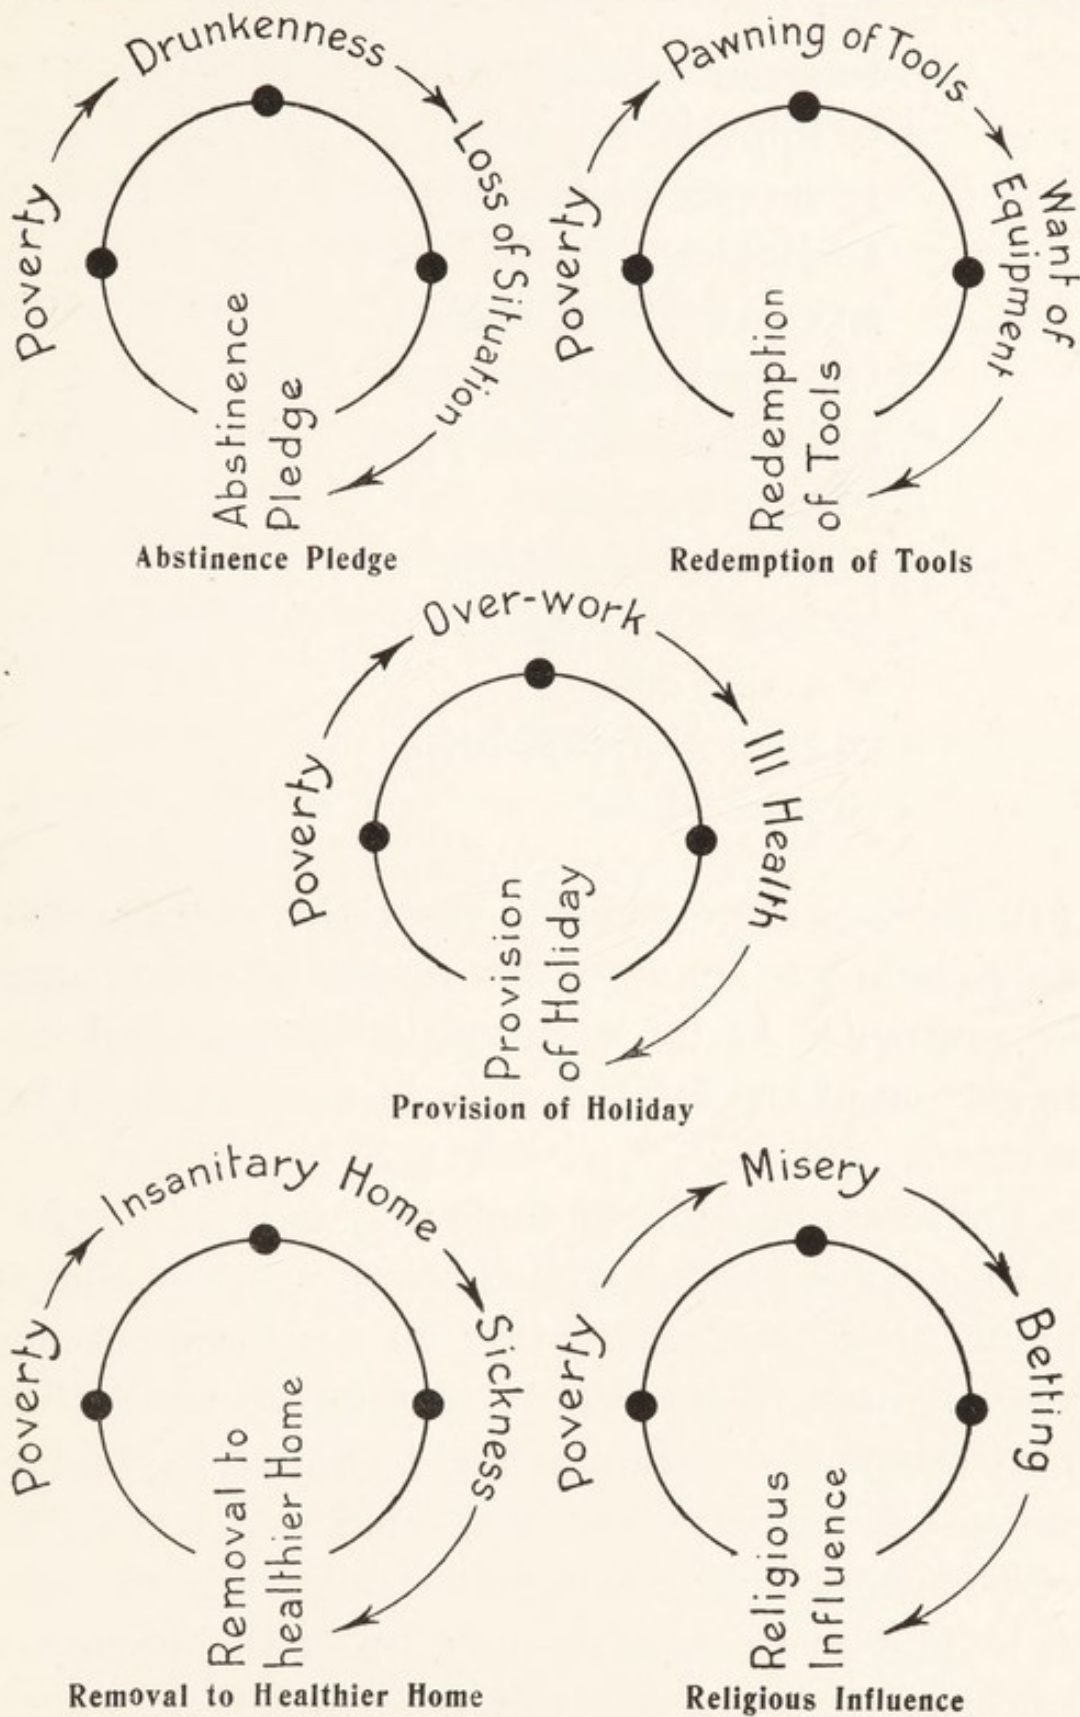 Poverty
Drunkenness
Loss of Situation
Abstinence
Pledge
Abstinence Pledge
Poverty
Pawning of Tools
Want of
Equipment
Redemption
of Tools
Redemption of Tools
Poverty
Over-work
Ill Health
Provision
of Holiday
Provision of Holiday
Poverty
Insanitary Home
Sickness
Removal to
healthier Home
Removal to Healthier Home
Poverty
Misery
Betting
Religious
Influence
Religious Influence